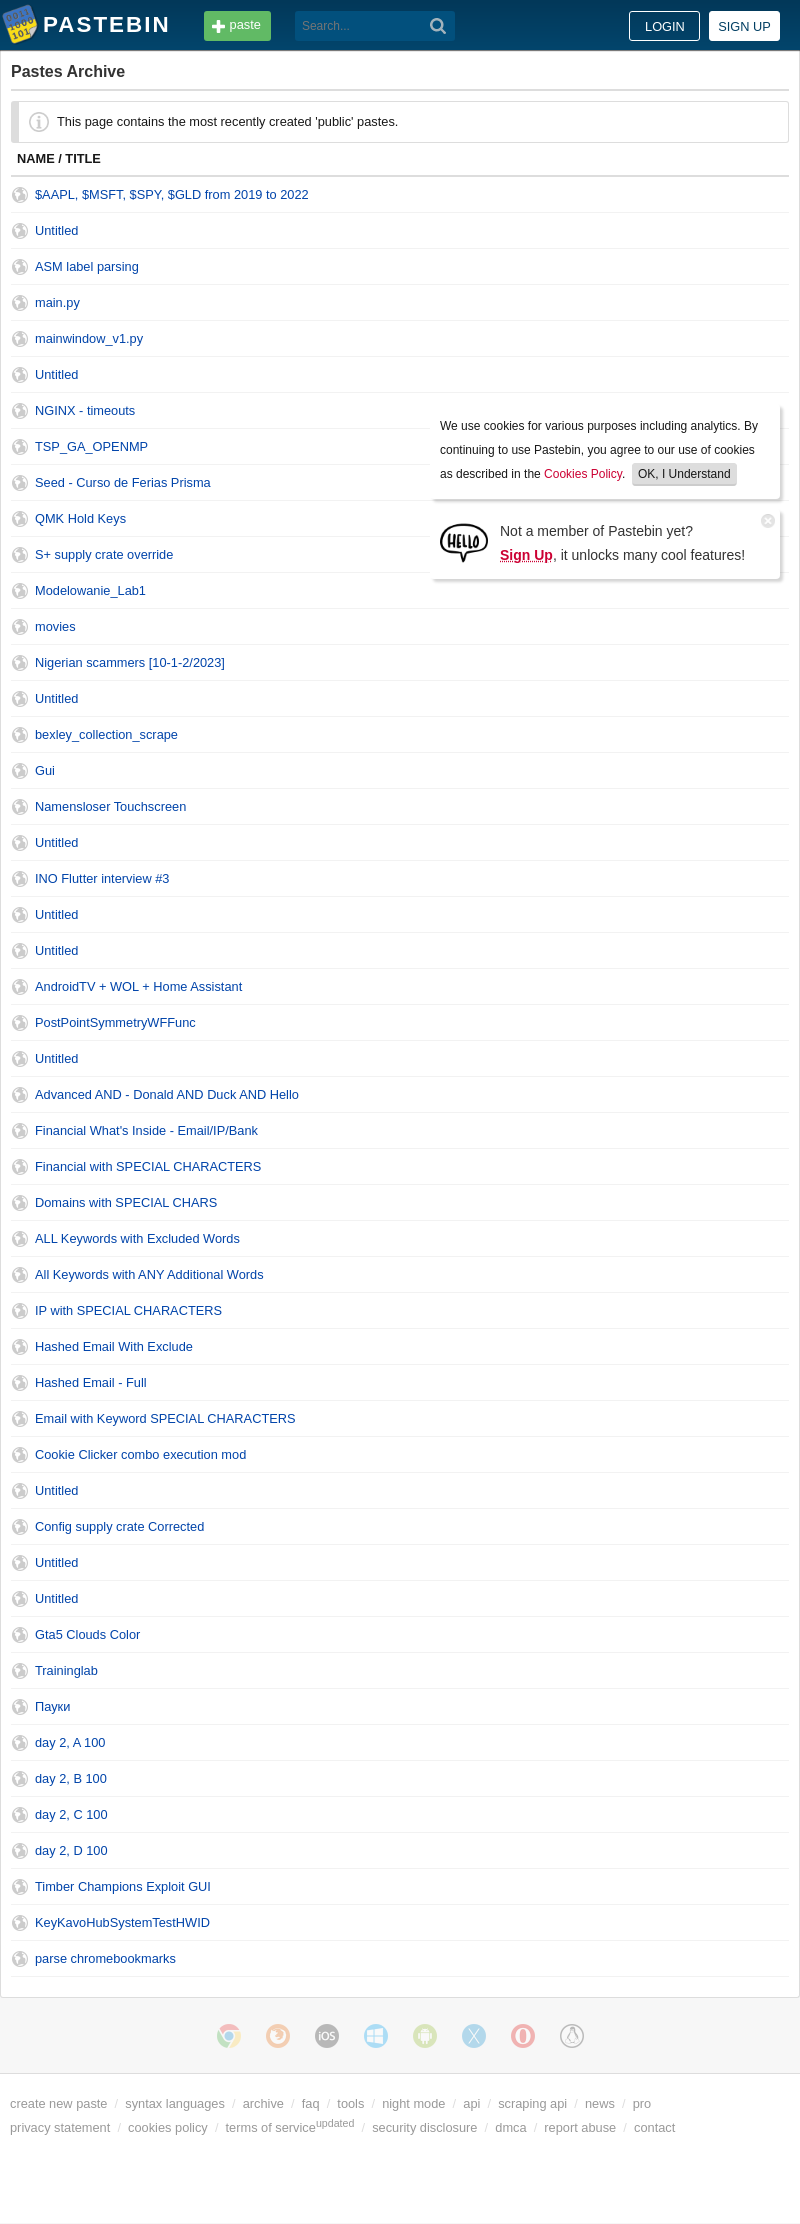 PASTEBIN
paste
Search...
LOGIN
SIGN UP
Pastes Archive
This page contains the most recently created 'public' pastes.
NAME / TITLE
$AAPL, $MSFT, $SPY, $GLD from 2019 to 2022
Untitled
ASM label parsing
main.py
mainwindow_v1.py
Untitled
NGINX - timeouts
TSP_GA_OPENMP
Seed - Curso de Ferias Prisma
QMK Hold Keys
S+ supply crate override
Modelowanie_Lab1
movies
Nigerian scammers [10-1-2/2023]
Untitled
bexley_collection_scrape
Gui
Namensloser Touchscreen
Untitled
INO Flutter interview #3
Untitled
Untitled
AndroidTV + WOL + Home Assistant
PostPointSymmetryWFFunc
Untitled
Advanced AND - Donald AND Duck AND Hello
Financial What's Inside - Email/IP/Bank
Financial with SPECIAL CHARACTERS
Domains with SPECIAL CHARS
ALL Keywords with Excluded Words
All Keywords with ANY Additional Words
IP with SPECIAL CHARACTERS
Hashed Email With Exclude
Hashed Email - Full
Email with Keyword SPECIAL CHARACTERS
Cookie Clicker combo execution mod
Untitled
Config supply crate Corrected
Untitled
Untitled
Gta5 Clouds Color
Traininglab
Пауки
day 2, A 100
day 2, B 100
day 2, C 100
day 2, D 100
Timber Champions Exploit GUI
KeyKavoHubSystemTestHWID
parse chromebookmarks
We use cookies for various purposes including analytics. By
continuing to use Pastebin, you agree to our use of cookies
as described in the Cookies Policy. OK, I Understand
HELLO
Not a member of Pastebin yet?
Sign Up, it unlocks many cool features!
iOS
create new paste / syntax languages / archive / faq / tools / night mode / api / scraping api / news / pro
privacy statement / cookies policy / terms of serviceupdated / security disclosure / dmca / report abuse / contact